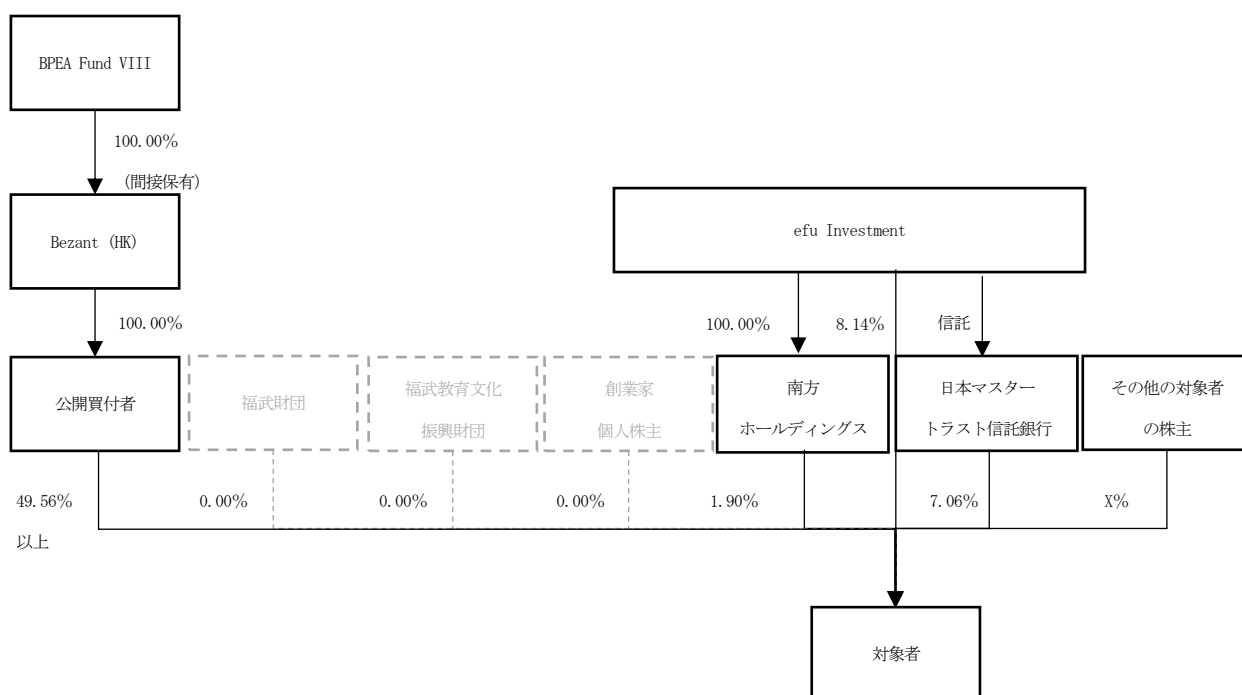 BPEA Fund VIII
100.00%
(間接保有)
Bezant (HK)
efu Investment
100.00%
100.00%
8.14%
信託
公開買付者
福武財団
福武教育文化
振興財団
創業家
個人株主
南方
ホールディングス
日本マスター
トラスト信託銀行
その他の対象者
の株主
49.56%
以上
0.00%
0.00%
0.00%
1.90%
7.06%
X%
対象者